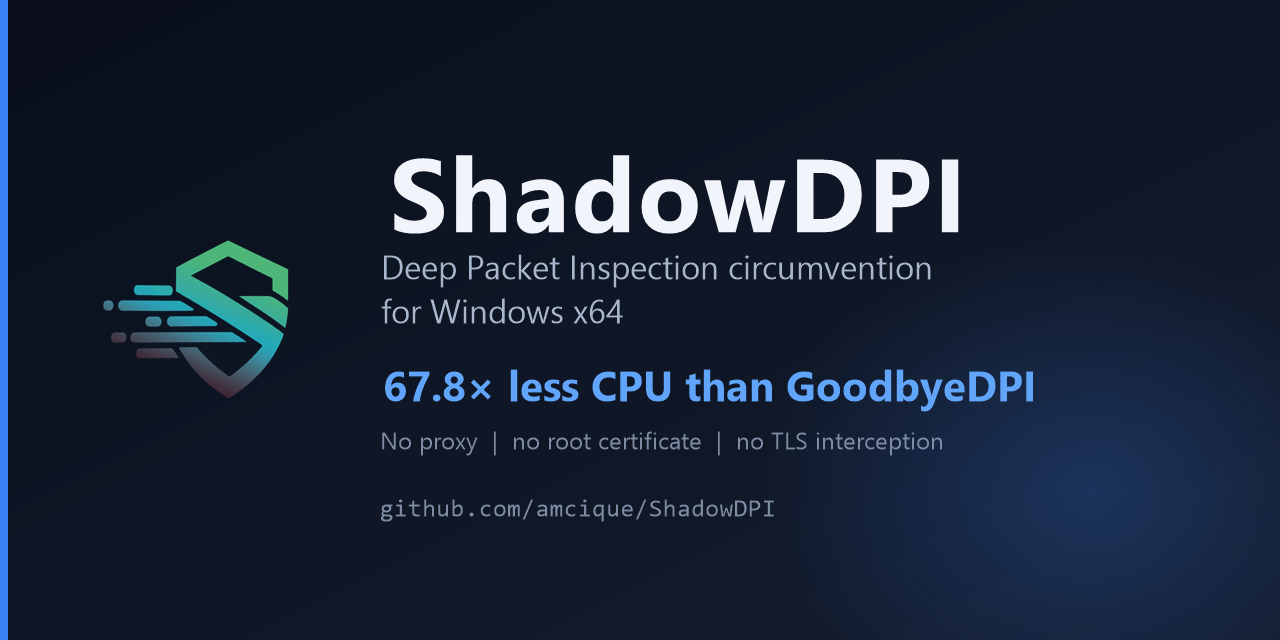 ShadowDPI
Deep Packet Inspection circumvention
for Windows x64
67.8× less CPU than GoodbyeDPI
No proxy | no root certificate | no TLS interception
github.com/amcique/ShadowDPI